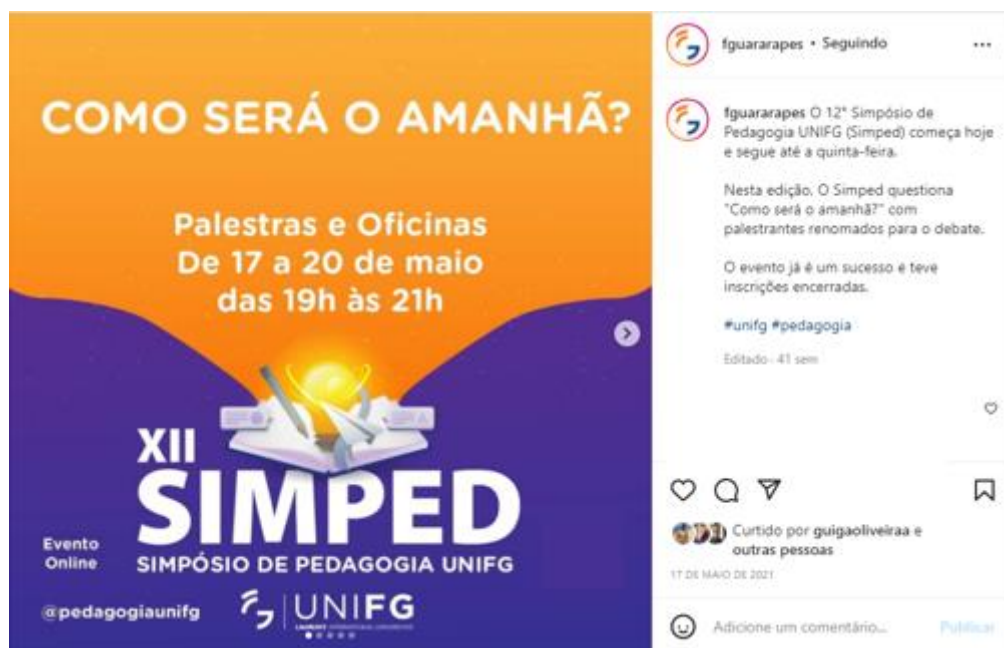 COMO SERÁ O AMANHÃ?
Palestras e Oficinas
De 17 a 20 de maio
das 19h às 21h
XII
SIMPED
SIMPÓSIO DE PEDAGOGIA UNIFG
Evento
Online
@pedagogiaunifg
UNIFG
fguararapes • Seguindo
fguararapes O 12° Simpósio de
Pedagogia UNIFG (Simped) começa hoje
e segue até a quinta-feira.
Nesta edição, O Simped questiona
"Como será o amanhã?" com
palestrantes renomados para o debate.
O evento já é um sucesso e teve
inscrições encerradas.
#unifg #pedagogia
Editado · 41 sem
Curtido por guigaoliveiraa e
outras pessoas
17 DE MAIO DE 2021
Adicione um comentário...
Publicar